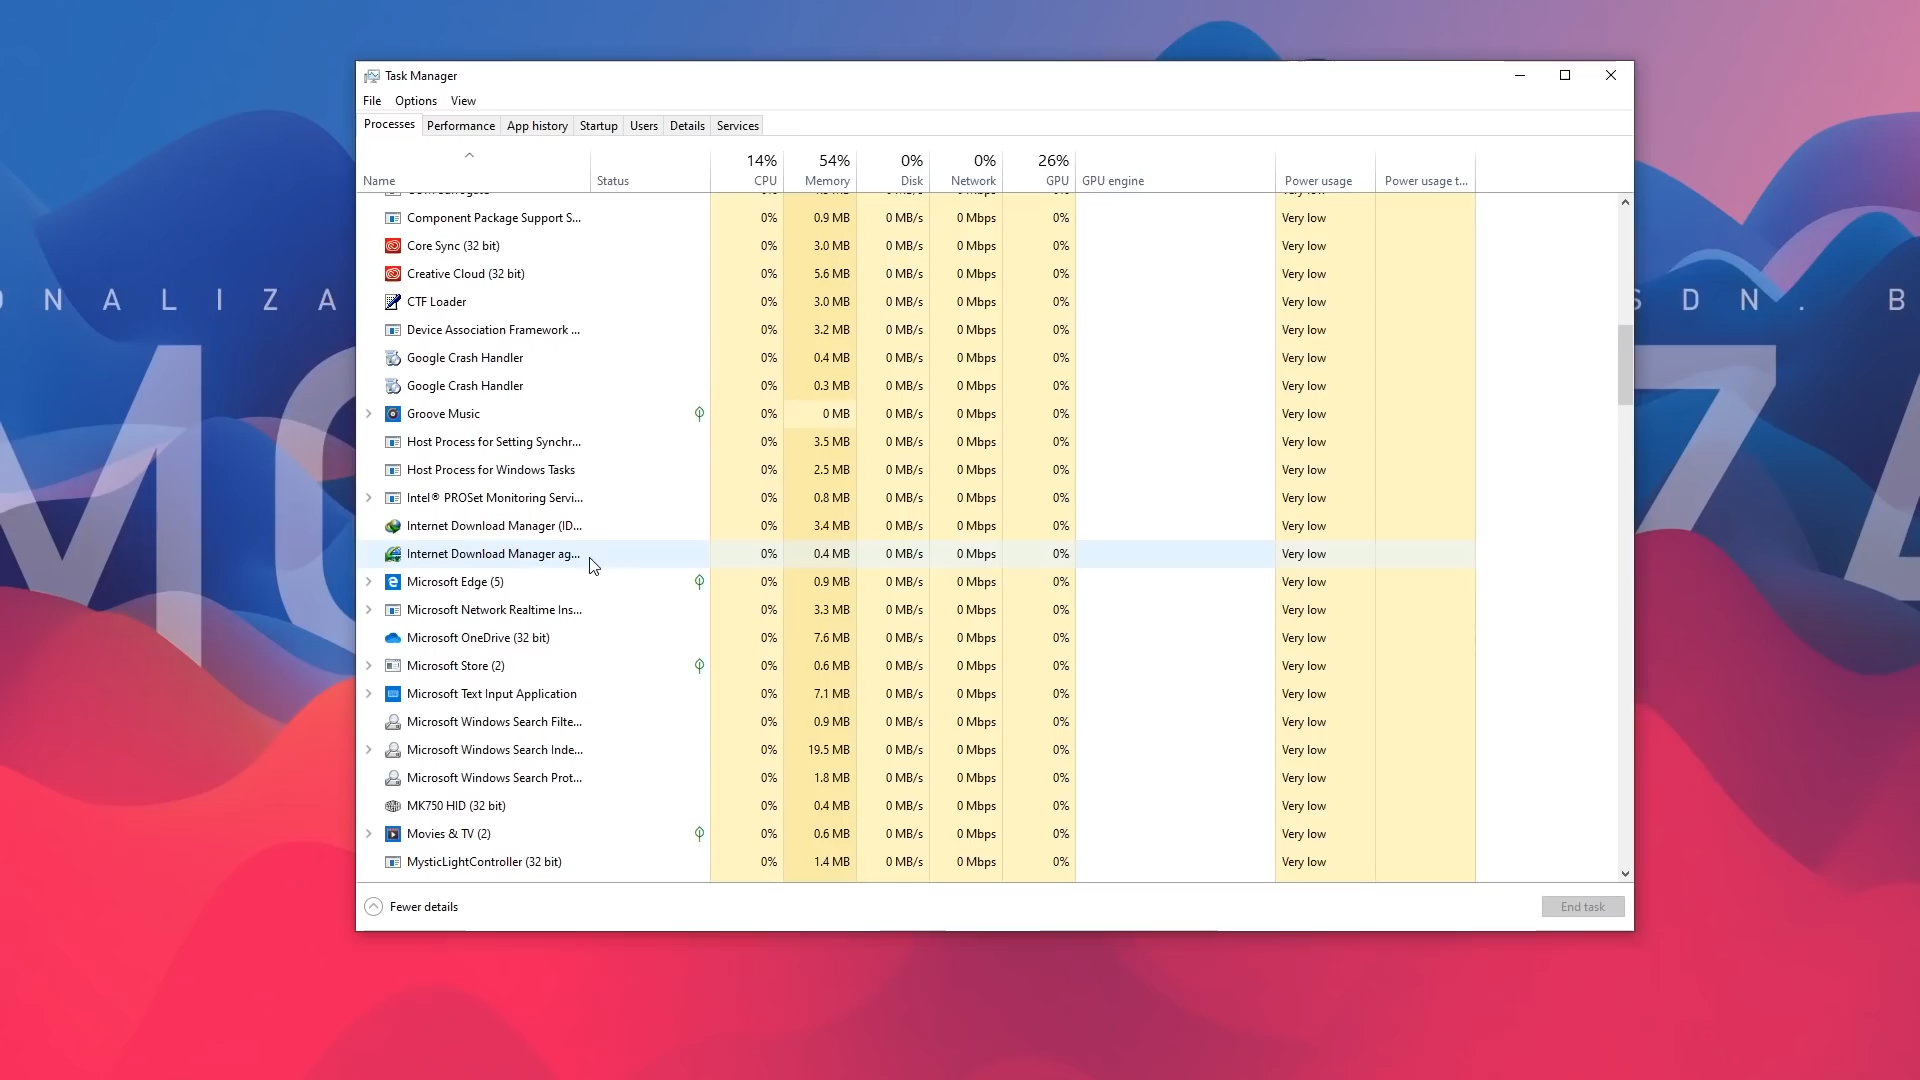 Task Manager
File Options View
Processes Performance App history Startup Users Details Services
14% 54% 0% 0% 26%
Name Status CPU Memory Disk Network GPU GPU engine Power usage Power usage t...
Component Package Support S... 0% 0.9 MB 0 MB/s 0 Mbps 0% Very low
Core Sync (32 bit) 0% 3.0 MB 0 MB/s 0 Mbps 0% Very low
Creative Cloud (32 bit) 0% 5.6 MB 0 MB/s 0 Mbps 0% Very low
CTF Loader 0% 3.0 MB 0 MB/s 0 Mbps 0% Very low
Device Association Framework ... 0% 3.2 MB 0 MB/s 0 Mbps 0% Very low
Google Crash Handler 0% 0.4 MB 0 MB/s 0 Mbps 0% Very low
Google Crash Handler 0% 0.3 MB 0 MB/s 0 Mbps 0% Very low
Groove Music 0% 0 MB 0 MB/s 0 Mbps 0% Very low
Host Process for Setting Synchr... 0% 3.5 MB 0 MB/s 0 Mbps 0% Very low
Host Process for Windows Tasks 0% 2.5 MB 0 MB/s 0 Mbps 0% Very low
Intel® PROSet Monitoring Servi... 0% 0.8 MB 0 MB/s 0 Mbps 0% Very low
Internet Download Manager (ID... 0% 3.4 MB 0 MB/s 0 Mbps 0% Very low
Internet Download Manager ag... 0% 0.4 MB 0 MB/s 0 Mbps 0% Very low
Microsoft Edge (5) 0% 0.9 MB 0 MB/s 0 Mbps 0% Very low
Microsoft Network Realtime Ins... 0% 3.3 MB 0 MB/s 0 Mbps 0% Very low
Microsoft OneDrive (32 bit) 0% 7.6 MB 0 MB/s 0 Mbps 0% Very low
Microsoft Store (2) 0% 0.6 MB 0 MB/s 0 Mbps 0% Very low
Microsoft Text Input Application 0% 7.1 MB 0 MB/s 0 Mbps 0% Very low
Microsoft Windows Search Filte... 0% 0.9 MB 0 MB/s 0 Mbps 0% Very low
Microsoft Windows Search Inde... 0% 19.5 MB 0 MB/s 0 Mbps 0% Very low
Microsoft Windows Search Prot... 0% 1.8 MB 0 MB/s 0 Mbps 0% Very low
MK750 HID (32 bit) 0% 0.4 MB 0 MB/s 0 Mbps 0% Very low
Movies & TV (2) 0% 0.6 MB 0 MB/s 0 Mbps 0% Very low
MysticLightController (32 bit) 0% 1.4 MB 0 MB/s 0 Mbps 0% Very low
Fewer details End task
N A L I Z A
D N . B
M
7